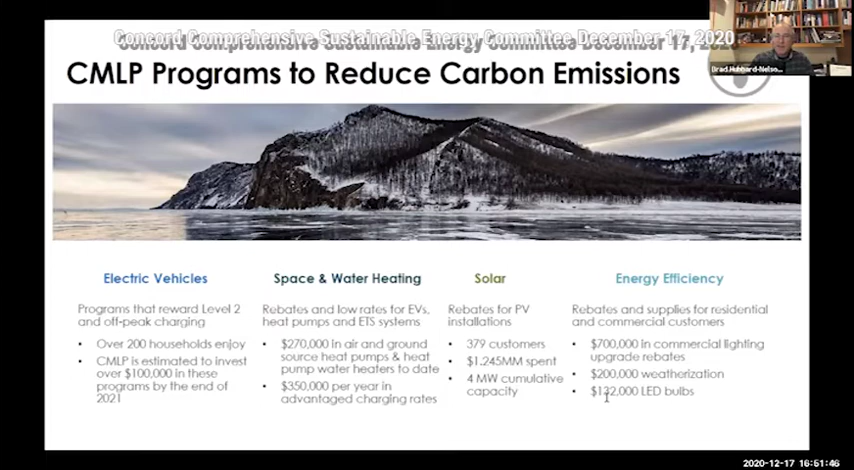 Concord Comprehensive Sustainable Energy Committee December 17, 2020
CMLP Programs to Reduce Carbon Emissions
Brad Hubbard-Nelso...
Electric Vehicles
Programs that reward Level 2
and off-peak charging
• Over 200 households enjoy
• CMLP is estimated to invest
over $100,000 in these
programs by the end of
2021
Space & Water Heating
Rebates and low rates for EVs,
heat pumps and ETS systems
• $270,000 in air and ground
source heat pumps & heat
pump water heaters to date
• $350,000 per year in
advantaged charging rates
Solar
Rebates for PV
installations
• 379 customers
• $1.245MM spent
• 4 MW cumulative
capacity
Energy Efficiency
Rebates and supplies for residential
and commercial customers
• $700,000 in commercial lighting
upgrade rebates
• $200,000 weatherization
• $132,000 LED bulbs
2020-12-17 16:51:46